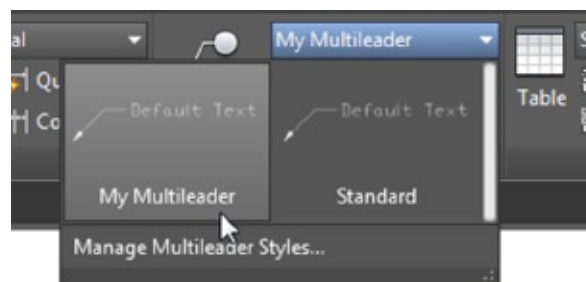 al
My Multileader
S
Qu
Co
Default Text
Default Text
Table
My Multileader
Standard
Manage Multileader Styles...